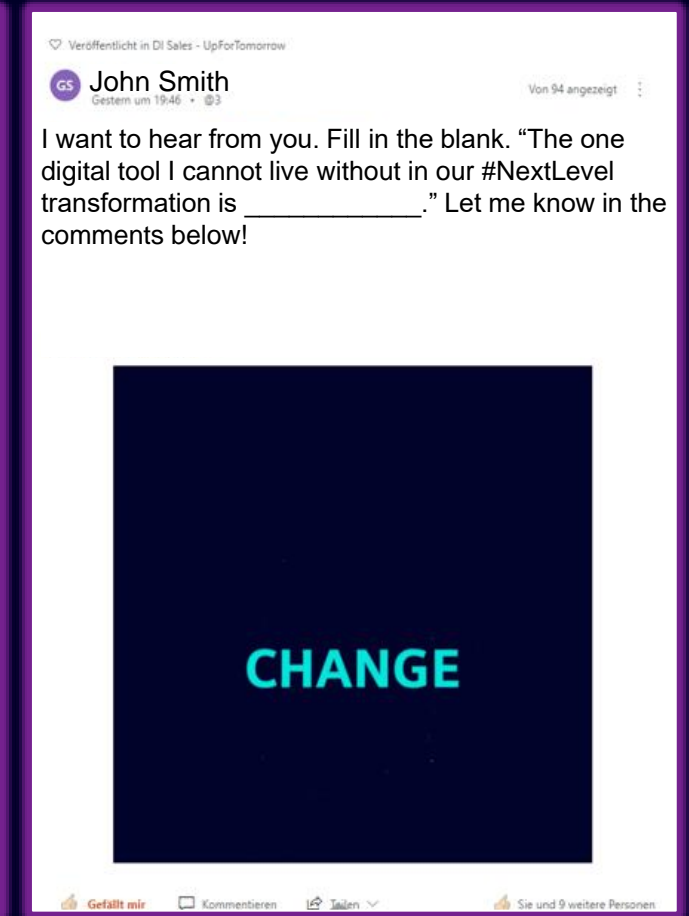 Veröffentlicht in DI Sales - UpForTomorrow
GS
John Smith
Von 94 angezeigt
Gestern um 19:46 • @3
I want to hear from you. Fill in the blank. “The one
digital tool I cannot live without in our #NextLevel
transformation is ____________.” Let me know in the
comments below!
CHANGE
Gefällt mir Kommentieren Teilen Sie und 9 weitere Personen